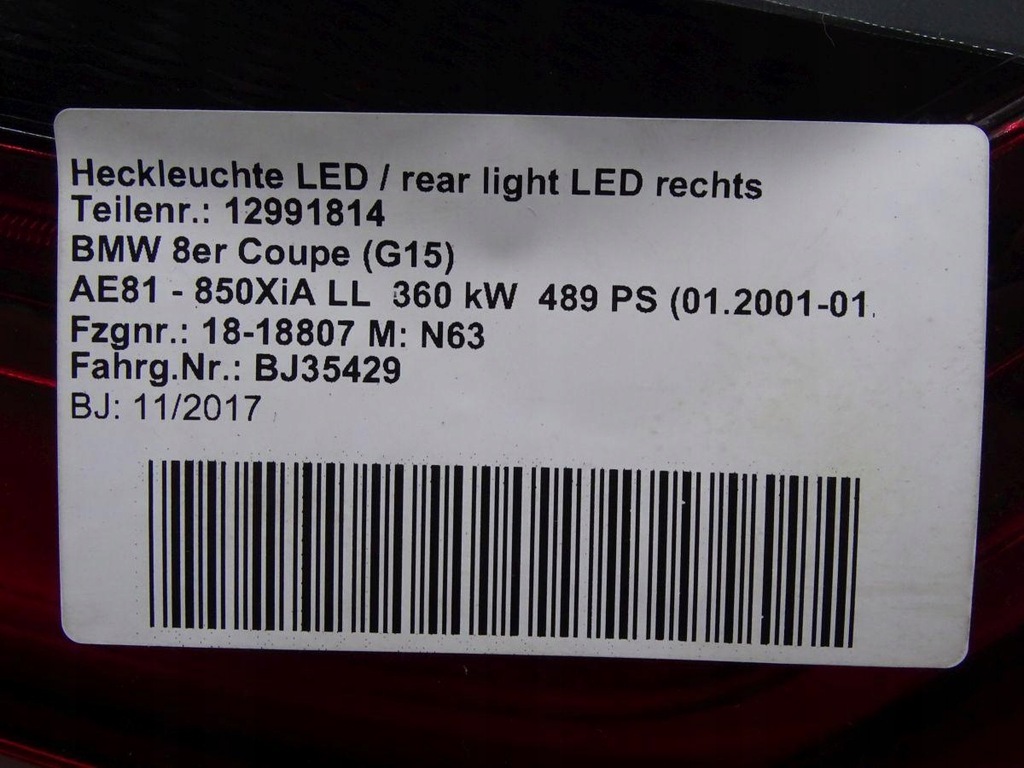 Heckleuchte LED / rear light LED rechts
Teilenr.: 12991814
BMW 8er Coupe (G15)
AE81 - 850XiA LL 360 kW 489 PS (01.2001-01.
Fzgnr.: 18-18807 M: N63
Fahrg.Nr.: BJ35429
BJ: 11/2017